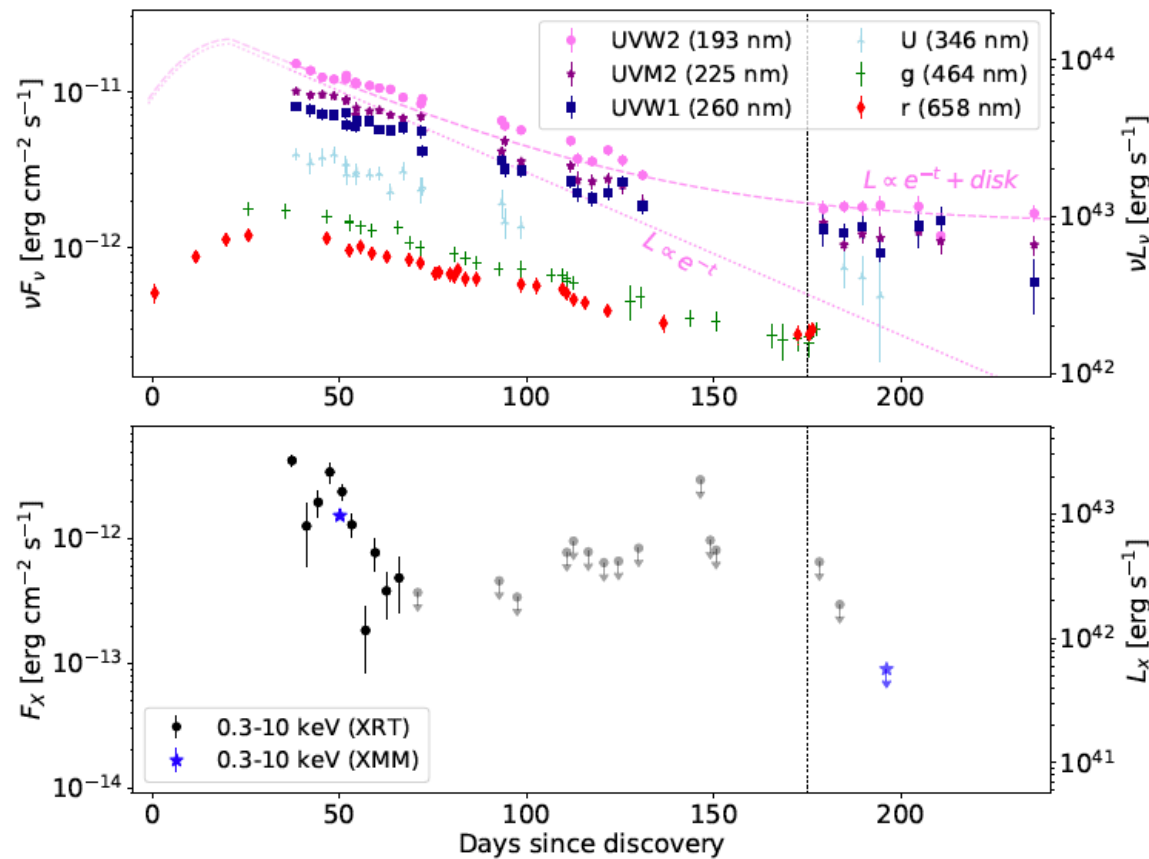 νFν [erg cm⁻² s⁻¹]
10⁻¹¹
10⁻¹²
UVW2 (193 nm)
UVM2 (225 nm)
UVW1 (260 nm)
U (346 nm)
g (464 nm)
r (658 nm)
L ∝ e⁻ᵗ + disk
L ∝ e⁻ᵗ
10⁴⁴
10⁴³
10⁴²
νLν [erg s⁻¹]
0 50 100 150 200
F_X [erg cm⁻² s⁻¹]
10⁻¹²
10⁻¹³
10⁻¹⁴
0.3-10 keV (XRT)
0.3-10 keV (XMM)
10⁴³
10⁴²
10⁴¹
L_x [erg s⁻¹]
0 50 100 150 200
Days since discovery